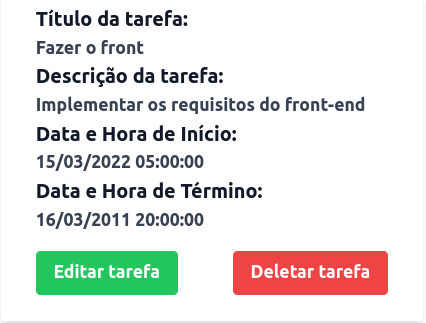 Título da tarefa:
Fazer o front
Descrição da tarefa:
Implementar os requisitos do front-end
Data e Hora de Início:
15/03/2022 05:00:00
Data e Hora de Término:
16/03/2011 20:00:00
Editar tarefa
Deletar tarefa